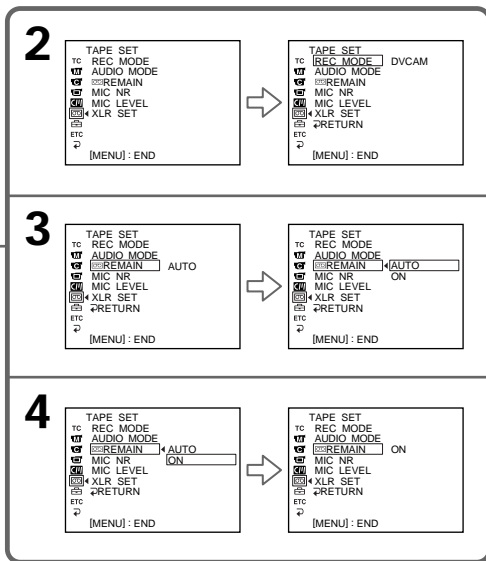 2
TAPE SET
TC REC MODE
AUDIO MODE
REMAIN
MIC NR
MIC LEVEL
XLR SET
ETC
[MENU] : END
TAPE SET
TC REC MODE DVCAM
AUDIO MODE
REMAIN
MIC NR
MIC LEVEL
XLR SET
RETURN
ETC
[MENU] : END
3
TAPE SET
TC REC MODE
AUDIO MODE
REMAIN AUTO
MIC NR
MIC LEVEL
XLR SET
RETURN
ETC
[MENU] : END
TAPE SET
TC REC MODE
AUDIO MODE
REMAIN AUTO
MIC NR ON
MIC LEVEL
XLR SET
RETURN
ETC
[MENU] : END
4
TAPE SET
TC REC MODE
AUDIO MODE
REMAIN AUTO
MIC NR ON
MIC LEVEL
XLR SET
RETURN
ETC
[MENU] : END
TAPE SET
TC REC MODE
AUDIO MODE
REMAIN ON
MIC NR
MIC LEVEL
XLR SET
RETURN
ETC
[MENU] : END